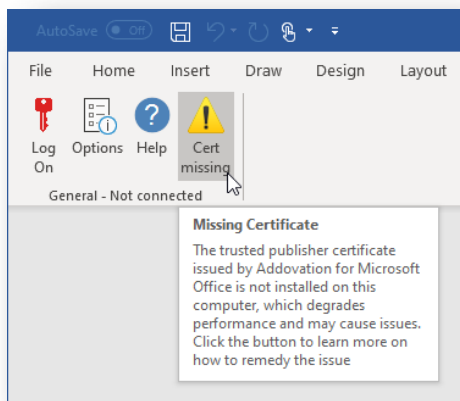 AutoSave Off
File Home Insert Draw Design Layout
Log On
Options
Help
Cert missing
General - Not connected
Missing Certificate
The trusted publisher certificate
issued by Addovation for Microsoft
Office is not installed on this
computer, which degrades
performance and may cause issues.
Click the button to learn more on
how to remedy the issue